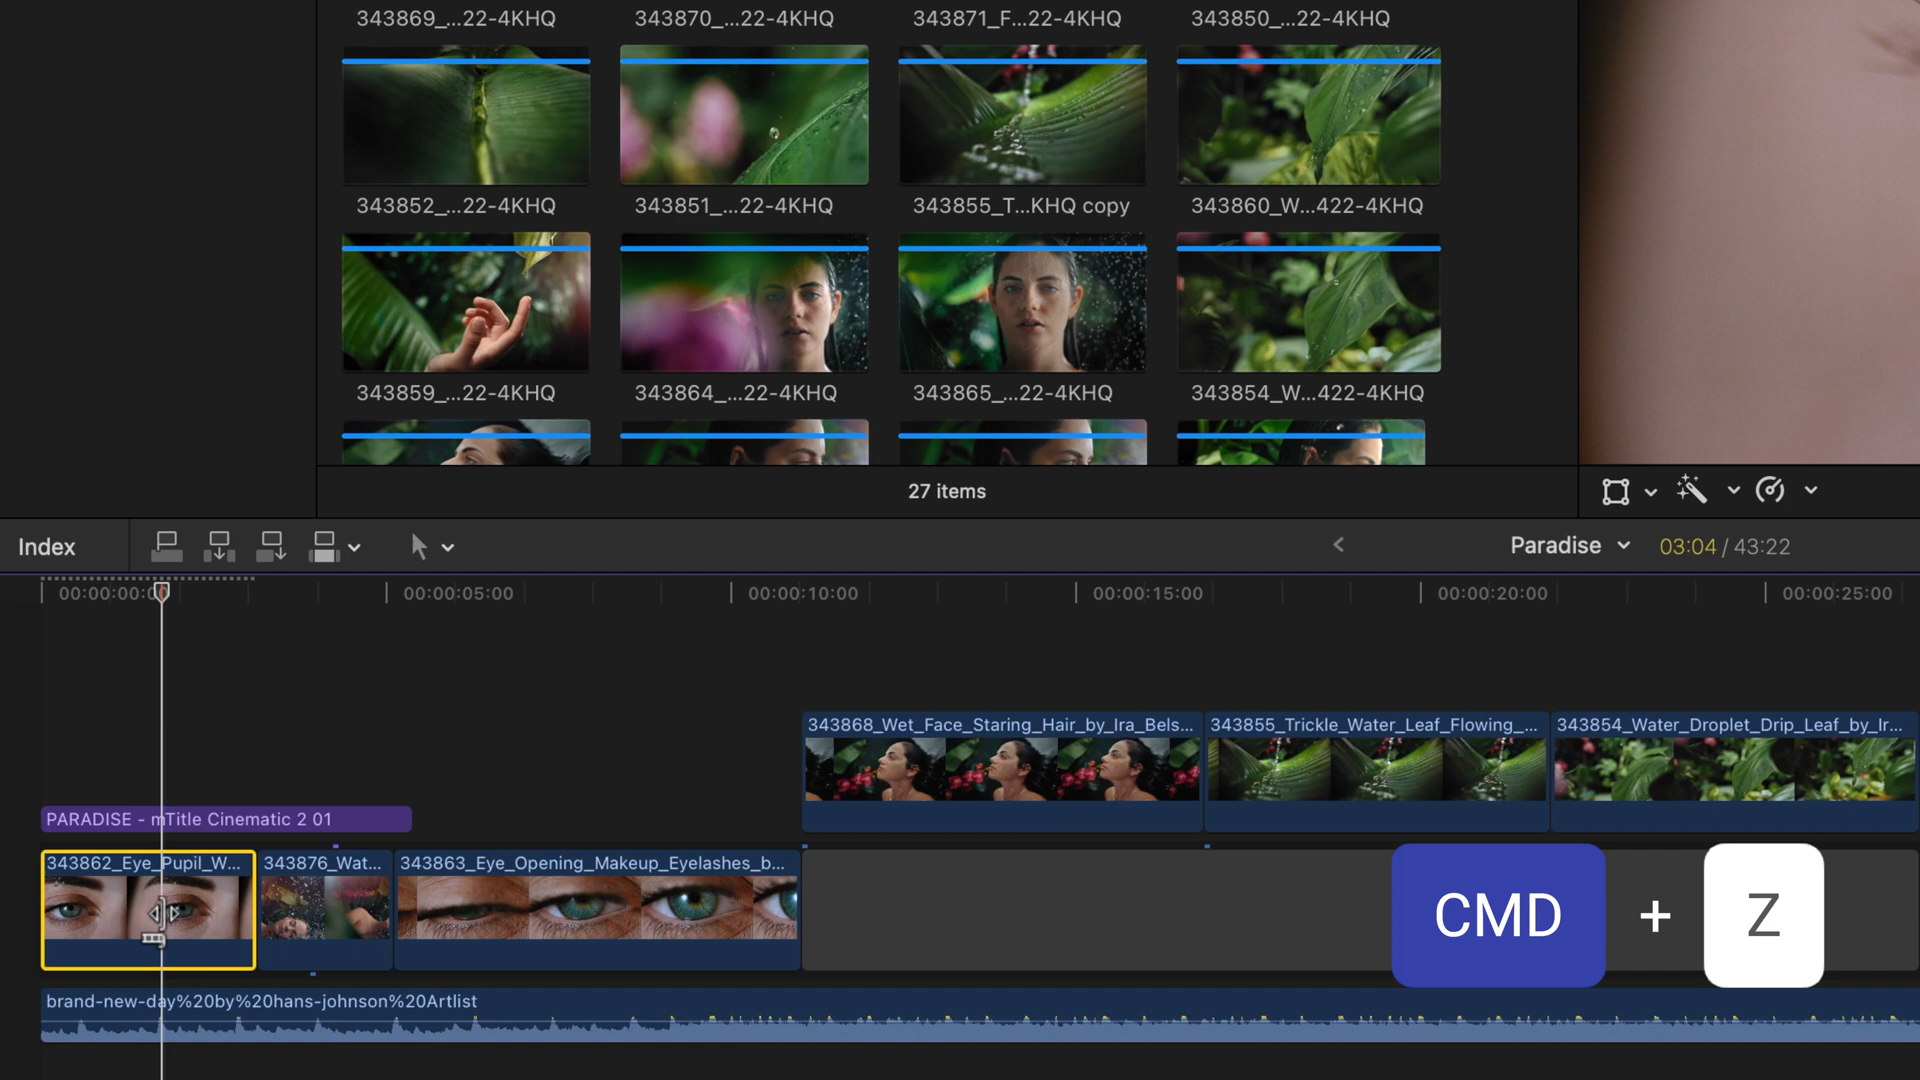 343869_...22-4KHQ
343870_...22-4KHQ
343871_F...22-4KHQ
343850_...22-4KHQ
343852_...22-4KHQ
343851_...22-4KHQ
343855_T...KHQ copy
343860_W...422-4KHQ
343859_...22-4KHQ
343864_...22-4KHQ
343865_...22-4KHQ
343854_W...422-4KHQ
27 items
Index
Paradise
03:04 / 43:22
00:00:00:0
00:00:05:00
00:00:10:00
00:00:15:00
00:00:20:00
00:00:25:00
343868_Wet_Face_Staring_Hair_by_Ira_Bels...
343855_Trickle_Water_Leaf_Flowing_...
343854_Water_Droplet_Drip_Leaf_by_Ir...
PARADISE - mTitle Cinematic 2 01
343862_Eye_Pupil_W...
343876_Wat...
343863_Eye_Opening_Makeup_Eyelashes_b...
CMD + Z
brand-new-day%20by%20hans-johnson%20Artlist